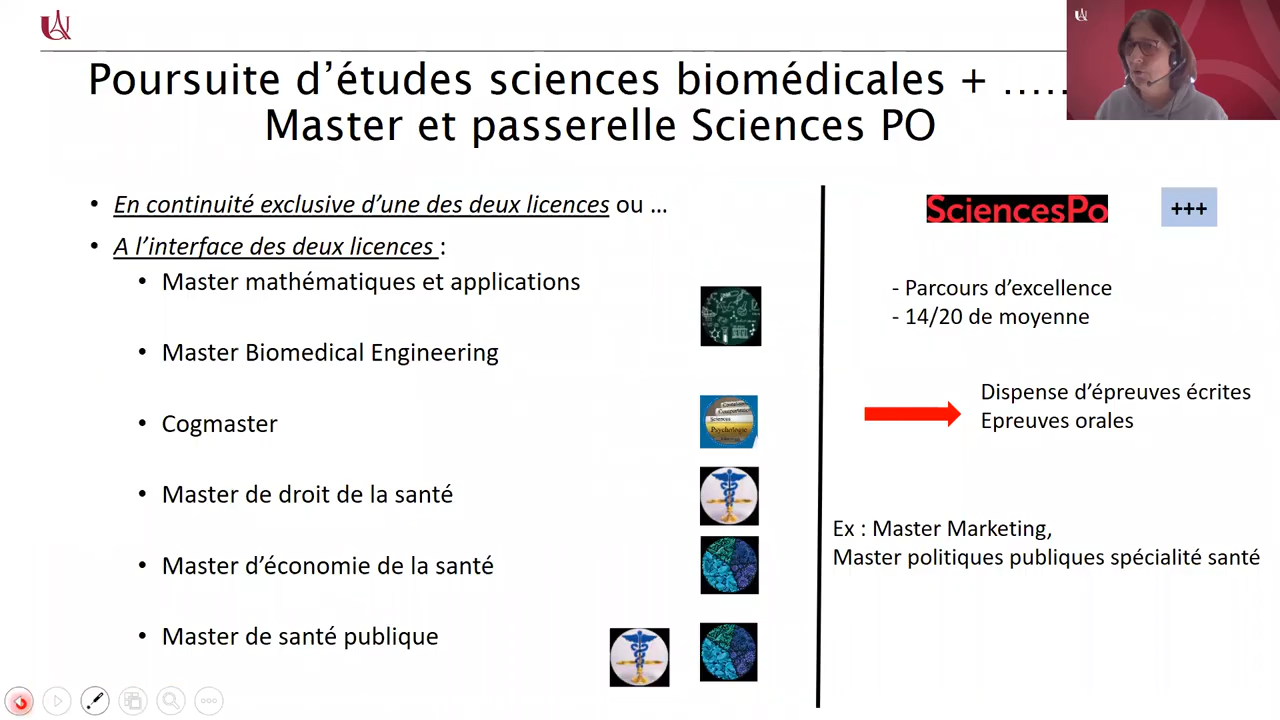 Poursuite d'études sciences biomédicales + .....
Master et passerelle Sciences PO
• En continuité exclusive d'une des deux licences ou ...
• A l'interface des deux licences :
• Master mathématiques et applications
• Master Biomedical Engineering
• Cogmaster
• Master de droit de la santé
• Master d'économie de la santé
• Master de santé publique
SciencesPo
+++
- Parcours d'excellence
- 14/20 de moyenne
Dispense d'épreuves écrites
Epreuves orales
Ex : Master Marketing,
Master politiques publiques spécialité santé
Sciences
Psychologie